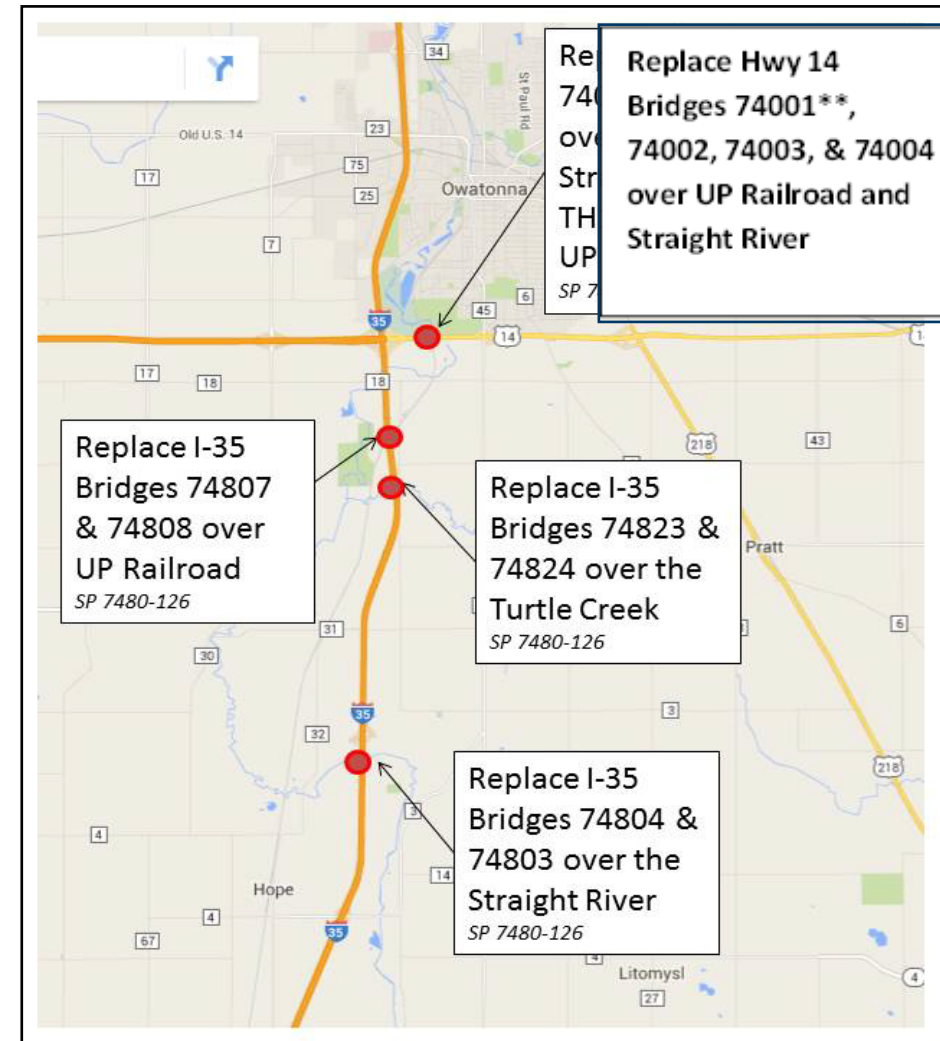 34
St Paul Rd
Old U.S. 14
23
75
17
25
Owatonna
7
6
45
35
14
17
18
18
218
43
Re
740
ove
Str
TH
UP
SP 7
Replace Hwy 14
Bridges 74001**,
74002, 74003, & 74004
over UP Railroad and
Straight River
Replace I-35
Bridges 74807
& 74808 over
UP Railroad
SP 7480-126
Replace I-35
Bridges 74823 &
74824 over the
Turtle Creek
SP 7480-126
Pratt
6
31
30
3
35
32
218
Replace I-35
Bridges 74804 &
74803 over the
Straight River
SP 7480-126
3
4
14
Hope
4
67
35
4
Litomysl
27
4